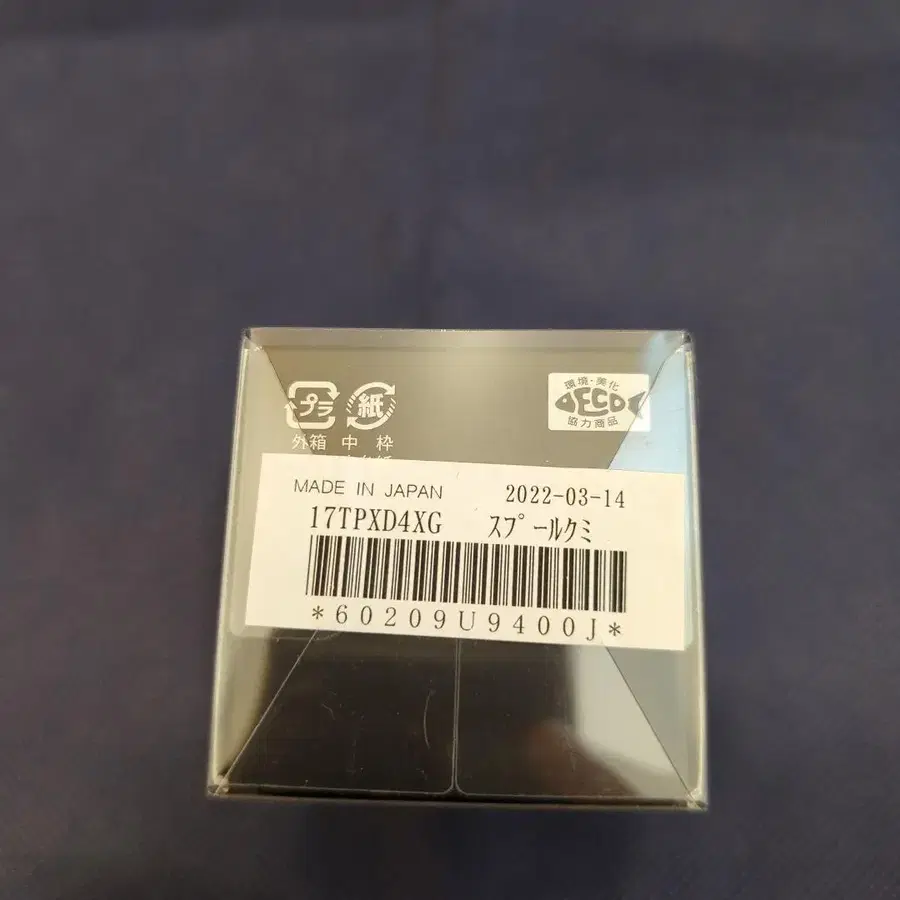 プラ 紙
外箱 中 枠
環境・美化
DECO
協力商品
MADE IN JAPAN 2022-03-14
17TPXD4XG スプールクミ
*60209U9400J*